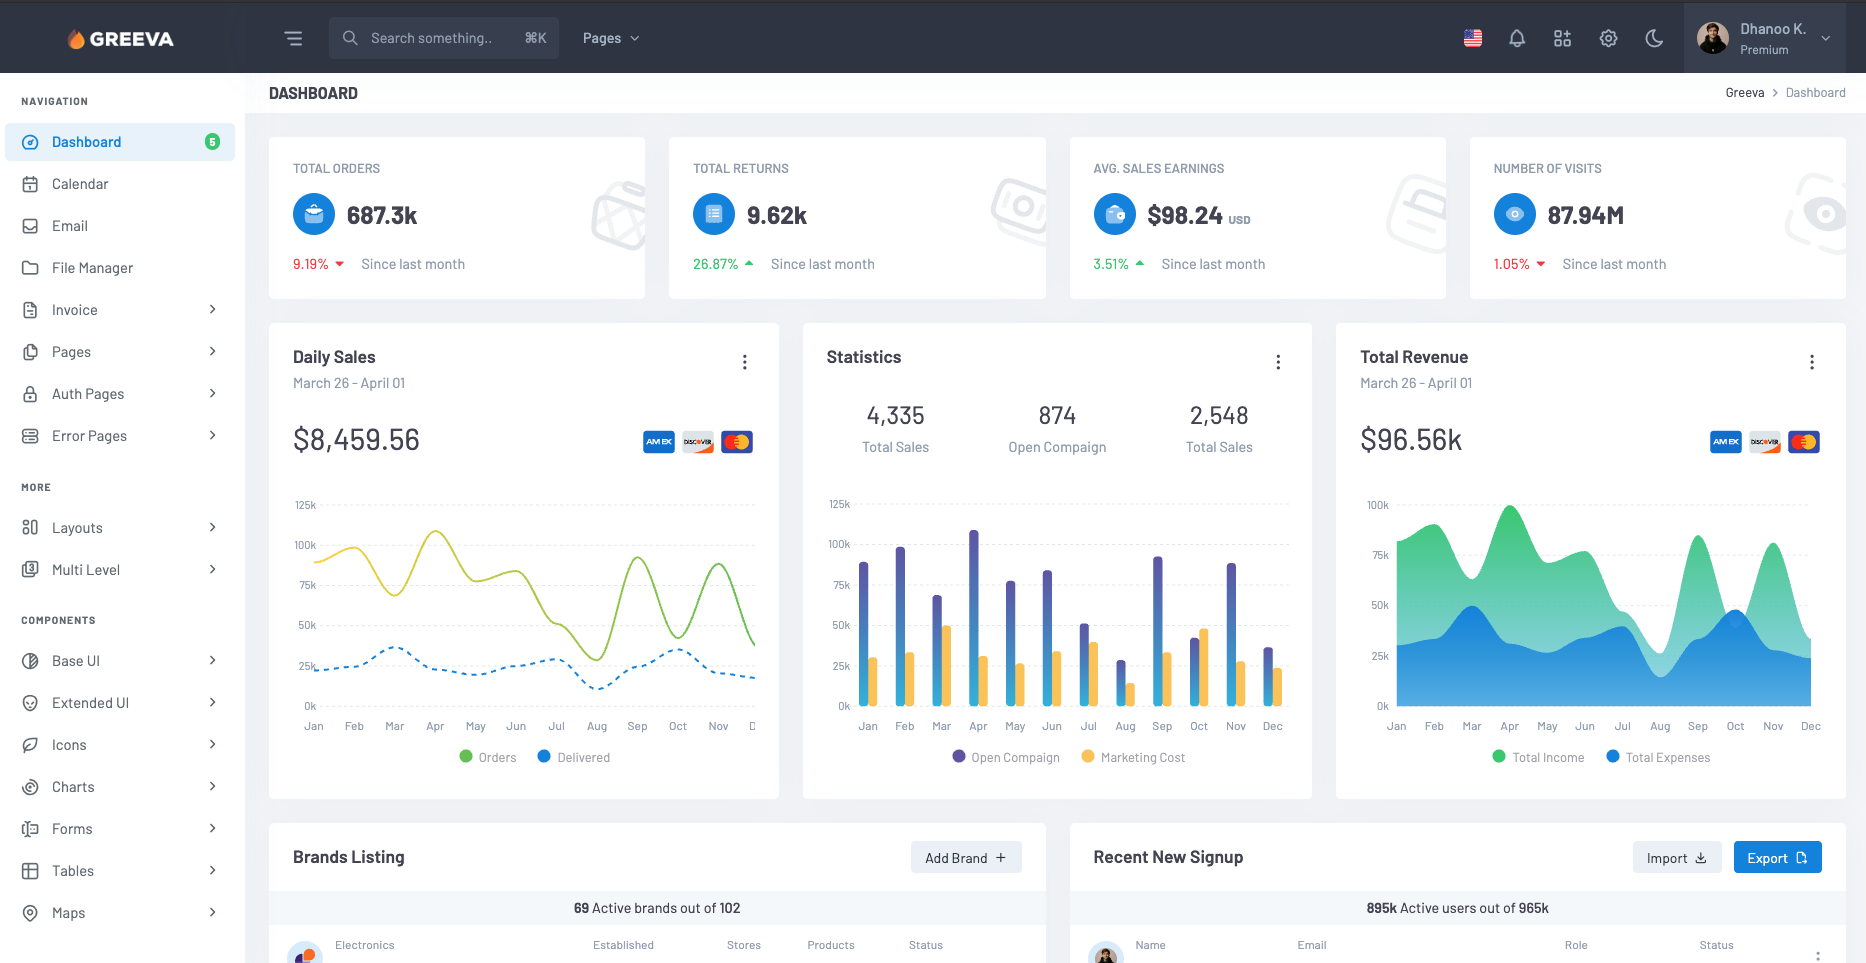 GREEVA
Search something.. ⌘K
Pages
Dhanoo K.
Premium
NAVIGATION
Dashboard 5
Calendar
Email
File Manager
Invoice
Pages
Auth Pages
Error Pages
MORE
Layouts
Multi Level
COMPONENTS
Base UI
Extended UI
Icons
Charts
Forms
Tables
Maps
DASHBOARD
Greeva > Dashboard
TOTAL ORDERS
687.3k
9.19% Since last month
TOTAL RETURNS
9.62k
26.87% Since last month
AVG. SALES EARNINGS
$98.24 USD
3.51% Since last month
NUMBER OF VISITS
87.94M
1.05% Since last month
Daily Sales
March 26 - April 01
$8,459.56
AMEX DISCOVER
125k
100k
75k
50k
25k
0k
Jan Feb Mar Apr May Jun Jul Aug Sep Oct Nov D
Orders Delivered
Statistics
4,335 874 2,548
Total Sales Open Compaign Total Sales
125k
100k
75k
50k
25k
0k
Jan Feb Mar Apr May Jun Jul Aug Sep Oct Nov Dec
Open Compaign Marketing Cost
Total Revenue
March 26 - April 01
$96.56k
AMEX DISCOVER
100k
75k
50k
25k
0k
Jan Feb Mar Apr May Jun Jul Aug Sep Oct Nov Dec
Total Income Total Expenses
Brands Listing
Add Brand +
69 Active brands out of 102
Electronics Established Stores Products Status
Recent New Signup
Import
Export
895k Active users out of 965k
Name Email Role Status